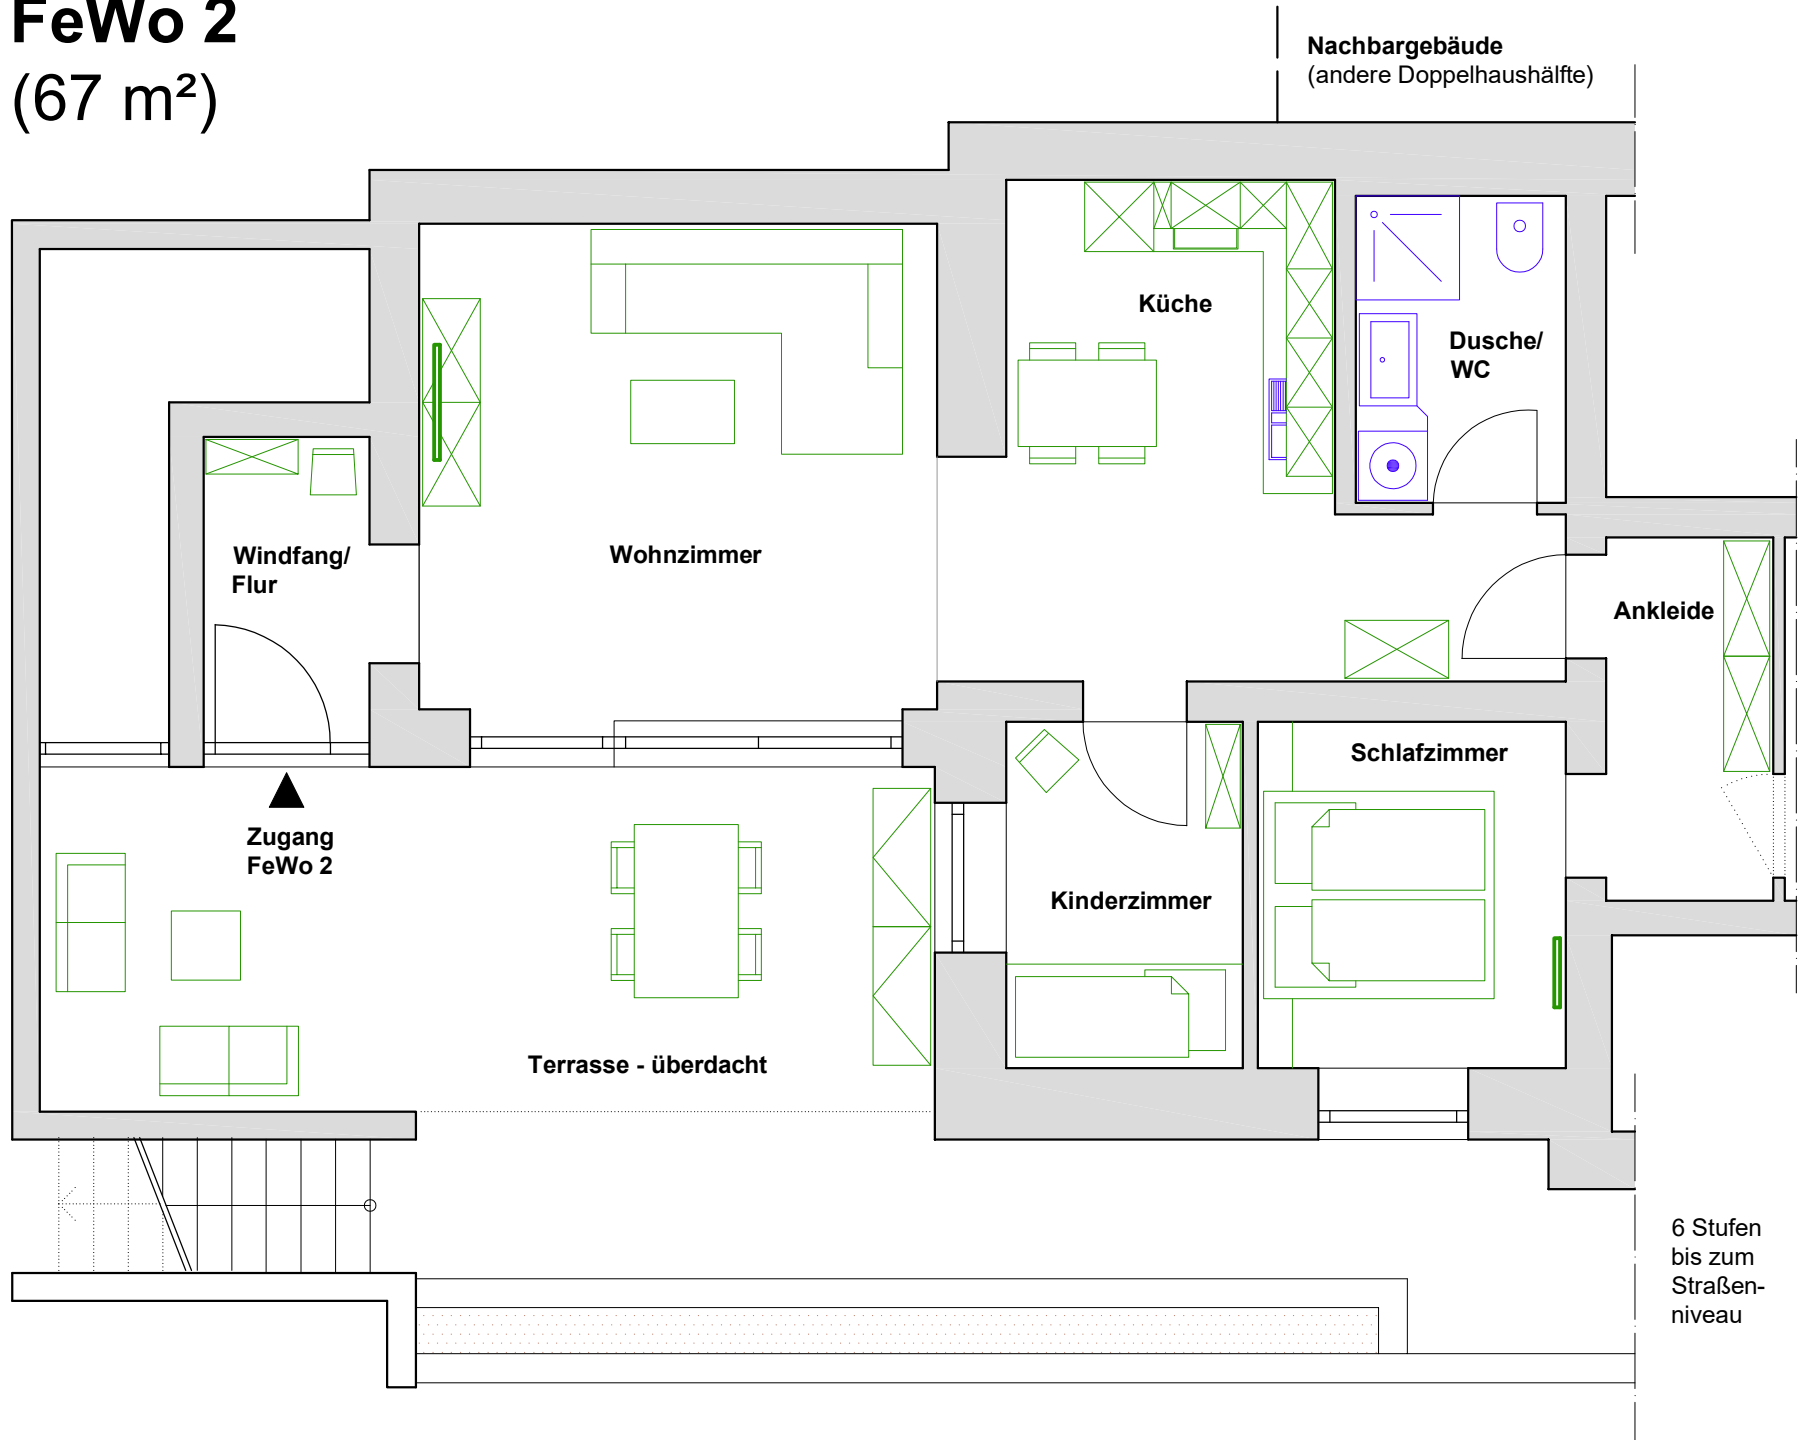 FeWo 2
(67 m²)
Nachbargebäude
(andere Doppelhaushälfte)
Küche
Dusche/
WC
Windfang/
Flur
Wohnzimmer
Ankleide
Schlafzimmer
Zugang
FeWo 2
Kinderzimmer
Terrasse - überdacht
6 Stufen
bis zum
Straßen-
niveau